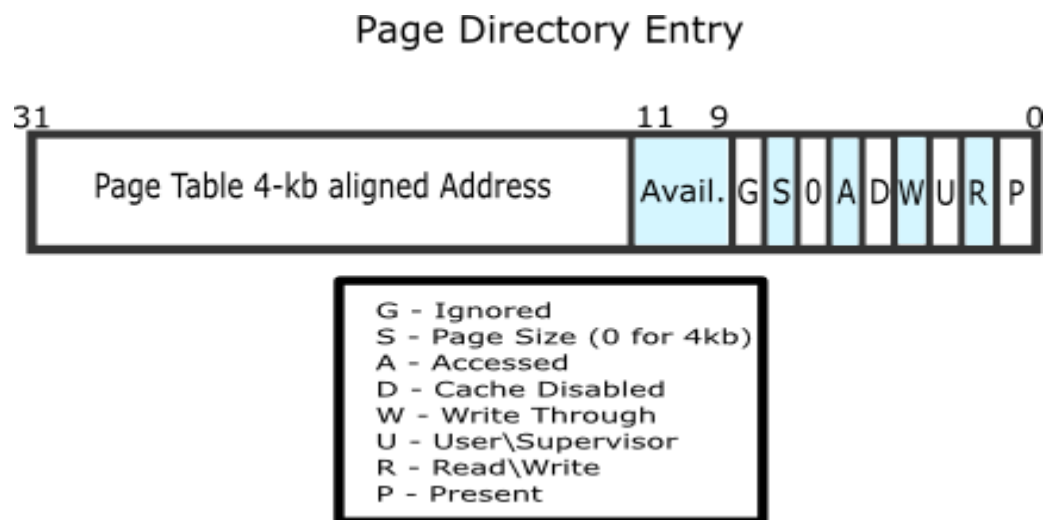 Page Directory Entry
31 11 9 0
Page Table 4-kb aligned Address Avail. G S 0 A D W U R P
G - Ignored
S - Page Size (0 for 4kb)
A - Accessed
D - Cache Disabled
W - Write Through
U - User\Supervisor
R - Read\Write
P - Present